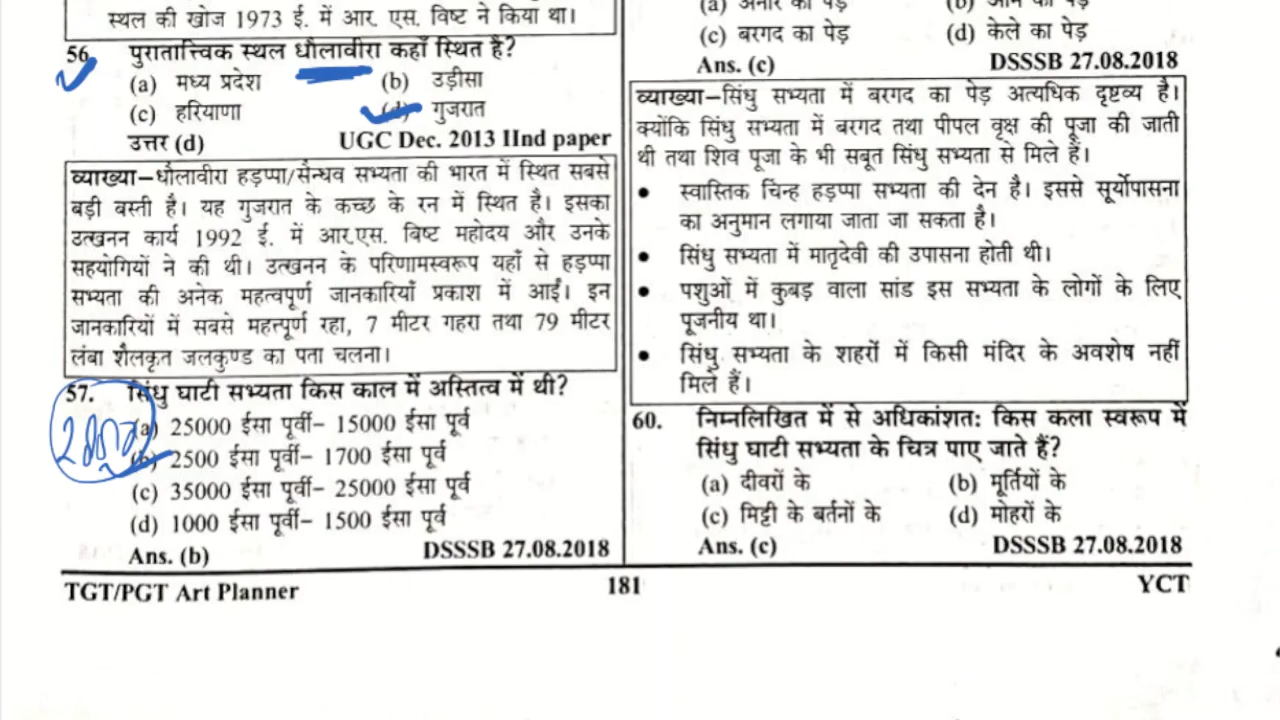 स्थल की खोज 1973 ई. में आर. एस. विष्ट ने किया था।
56. पुरातात्त्विक स्थल धौलावीरा कहाँ स्थित है?
(a) मध्य प्रदेश (b) उड़ीसा
(c) हरियाणा (d) गुजरात
उत्तर (d) UGC Dec. 2013 IInd paper
व्याख्या–धौलावीरा हड़प्पा/सैन्धव सभ्यता की भारत में स्थित सबसे
बड़ी बस्ती है। यह गुजरात के कच्छ के रन में स्थित है। इसका
उत्खनन कार्य 1992 ई. में आर.एस. विष्ट महोदय और उनके
सहयोगियों ने की थी। उत्खनन के परिणामस्वरूप यहाँ से हड़प्पा
सभ्यता की अनेक महत्वपूर्ण जानकारियाँ प्रकाश में आईं। इन
जानकारियों में सबसे महत्त्पूर्ण रहा, 7 मीटर गहरा तथा 79 मीटर
लंबा शैलकृत जलकुण्ड का पता चलना।
57. सिंधु घाटी सभ्यता किस काल में अस्तित्व में थी?
(a) 25000 ईसा पूर्वी– 15000 ईसा पूर्व
(b) 2500 ईसा पूर्वी– 1700 ईसा पूर्व
(c) 35000 ईसा पूर्वी– 25000 ईसा पूर्व
(d) 1000 ईसा पूर्वी– 1500 ईसा पूर्व
Ans. (b) DSSSB 27.08.2018
(c) बरगद का पेड़ (d) केले का पेड़
Ans. (c) DSSSB 27.08.2018
व्याख्या–सिंधु सभ्यता में बरगद का पेड़ अत्यधिक दृष्टव्य है।
क्योंकि सिंधु सभ्यता में बरगद तथा पीपल वृक्ष की पूजा की जाती
थी तथा शिव पूजा के भी सबूत सिंधु सभ्यता से मिले हैं।
• स्वास्तिक चिन्ह हड़प्पा सभ्यता की देन है। इससे सूर्योपासना
का अनुमान लगाया जाता जा सकता है।
• सिंधु सभ्यता में मातृदेवी की उपासना होती थी।
• पशुओं में कुबड़ वाला सांड इस सभ्यता के लोगों के लिए
पूजनीय था।
• सिंधु सभ्यता के शहरों में किसी मंदिर के अवशेष नहीं
मिले हैं।
60. निम्नलिखित में से अधिकांशत: किस कला स्वरूप में
सिंधु घाटी सभ्यता के चित्र पाए जाते हैं?
(a) दीवरों के (b) मूर्तियों के
(c) मिट्टी के बर्तनों के (d) मोहरों के
Ans. (c) DSSSB 27.08.2018
TGT/PGT Art Planner 181 YCT